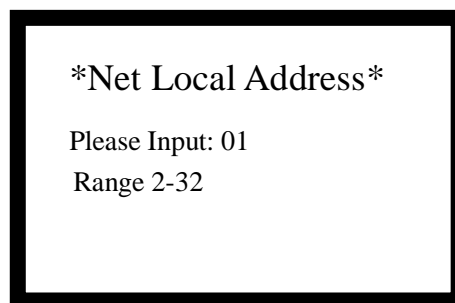 *Net Local Address*
Please Input: 01
Range 2-32